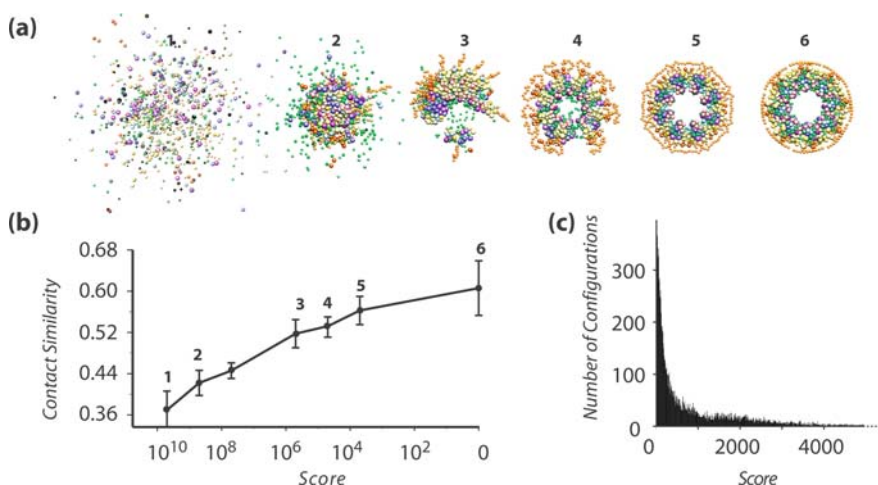 (a)
1 2 3 4 5 6
(b)
Contact Similarity
0.68
0.60
0.52
0.44
0.36
1
2
3
4
5
6
10¹⁰ 10⁸ 10⁶ 10⁴ 10² 0
Score
(c)
Number of Configurations
300
200
100
0
0 2000 4000
Score